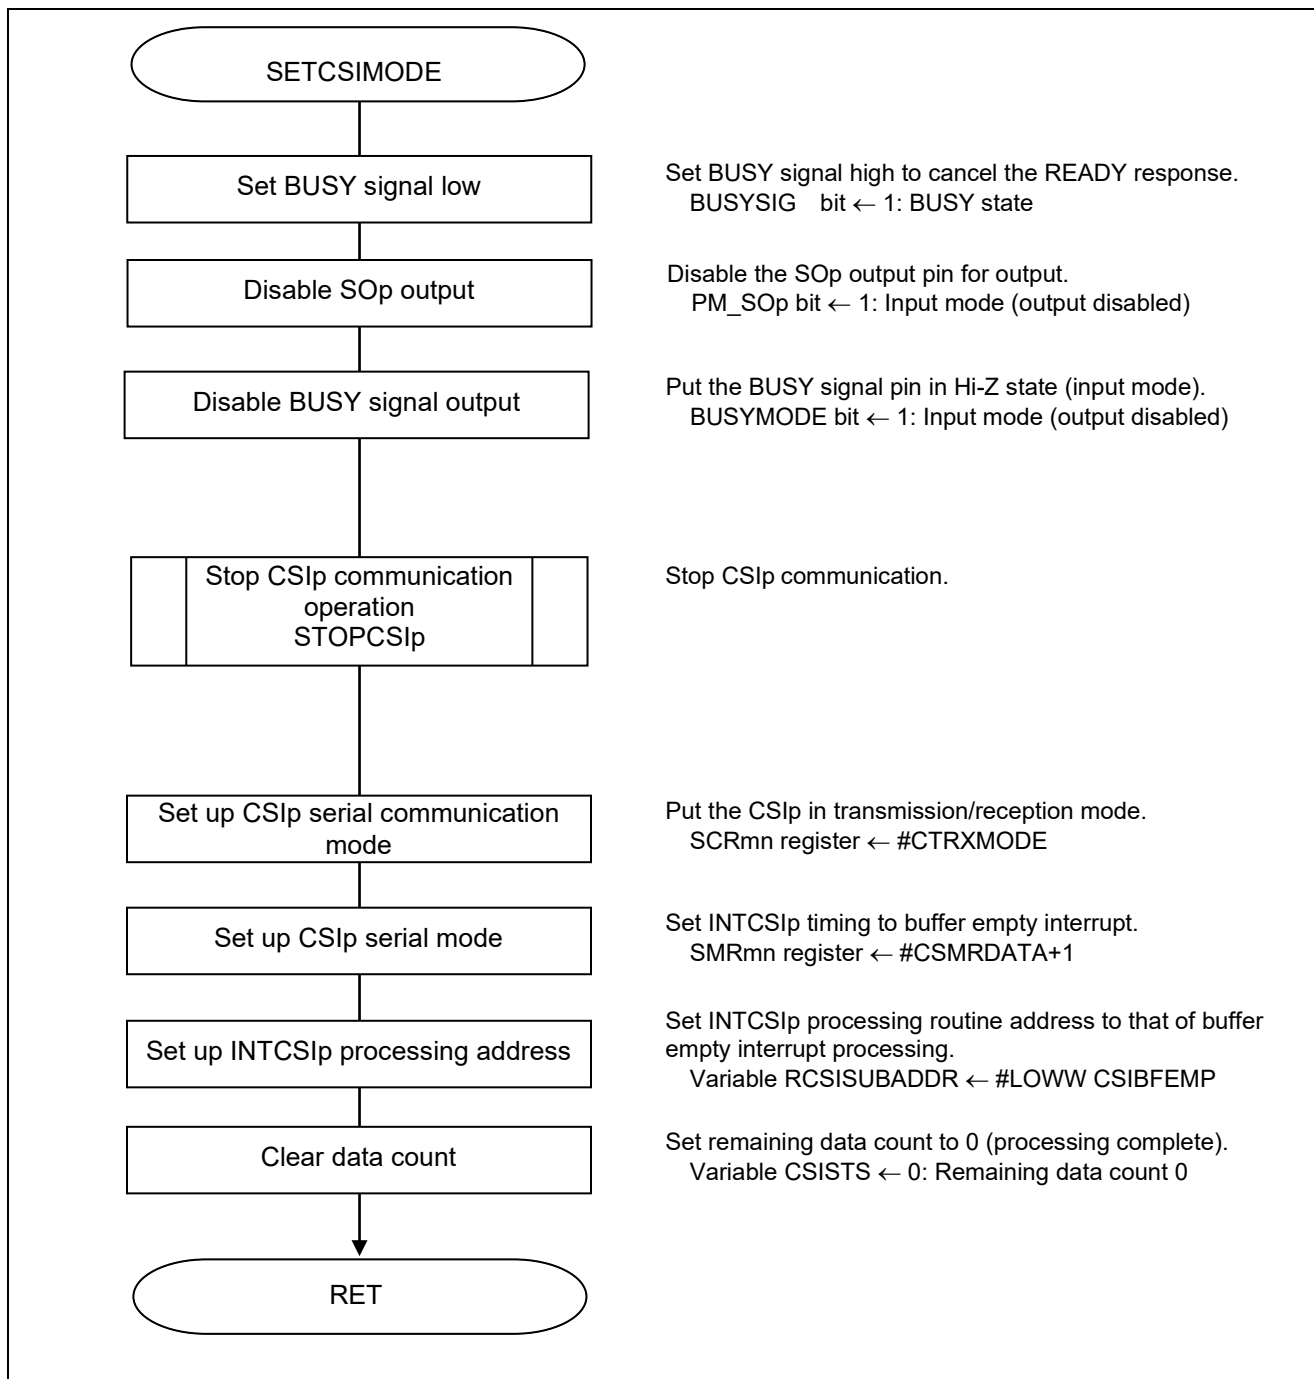 SETCSIMODE
Set BUSY signal low
Set BUSY signal high to cancel the READY response.
BUSYSIG bit ← 1: BUSY state
Disable SOp output
Disable the SOp output pin for output.
PM_SOp bit ← 1: Input mode (output disabled)
Disable BUSY signal output
Put the BUSY signal pin in Hi-Z state (input mode).
BUSYMODE bit ← 1: Input mode (output disabled)
Stop CSIp communication
operation
STOPCSIp
Stop CSIp communication.
Set up CSIp serial communication
mode
Put the CSIp in transmission/reception mode.
SCRmn register ← #CTRXMODE
Set up CSIp serial mode
Set INTCSIp timing to buffer empty interrupt.
SMRmn register ← #CSMRDATA+1
Set up INTCSIp processing address
Set INTCSIp processing routine address to that of buffer
empty interrupt processing.
Variable RCSISUBADDR ← #LOWW CSIBFEMP
Clear data count
Set remaining data count to 0 (processing complete).
Variable CSISTS ← 0: Remaining data count 0
RET